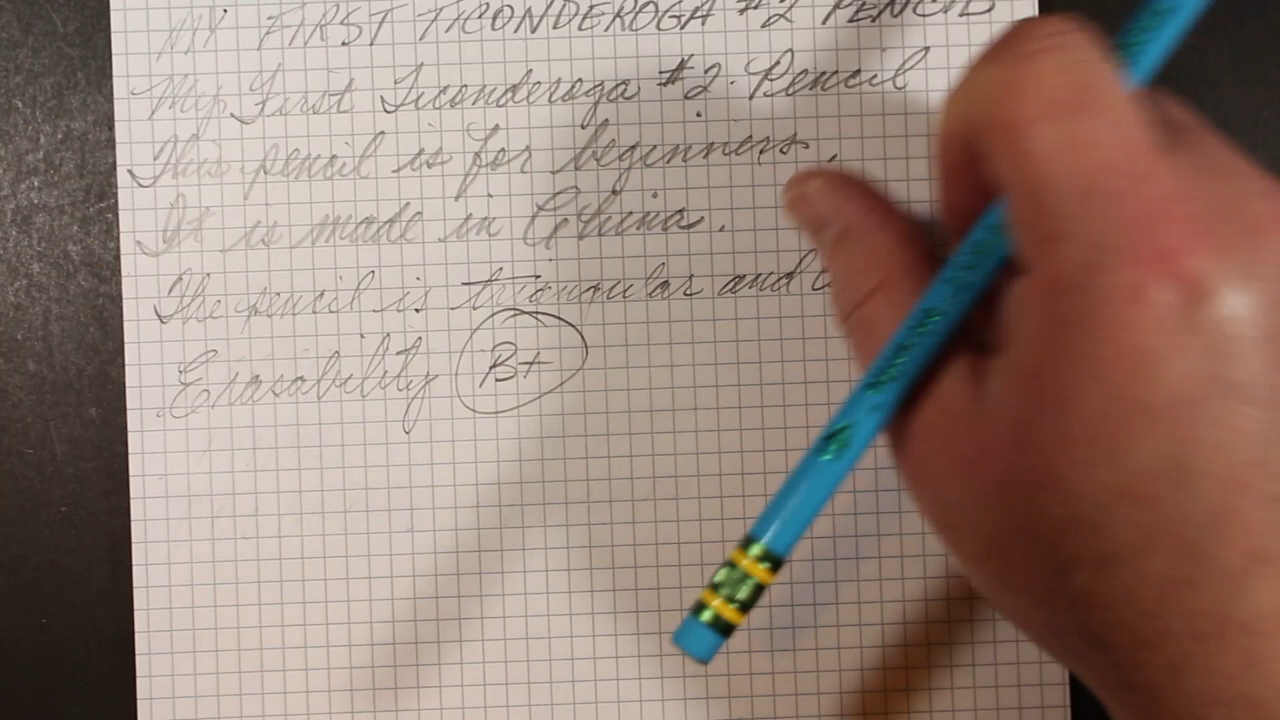 MY FIRST TICONDEROGA #2 PENCIL
My First Ticonderoga #2 Pencil
This pencil is for beginners.
It is made in China.
The pencil is triangular and
Erasability B+